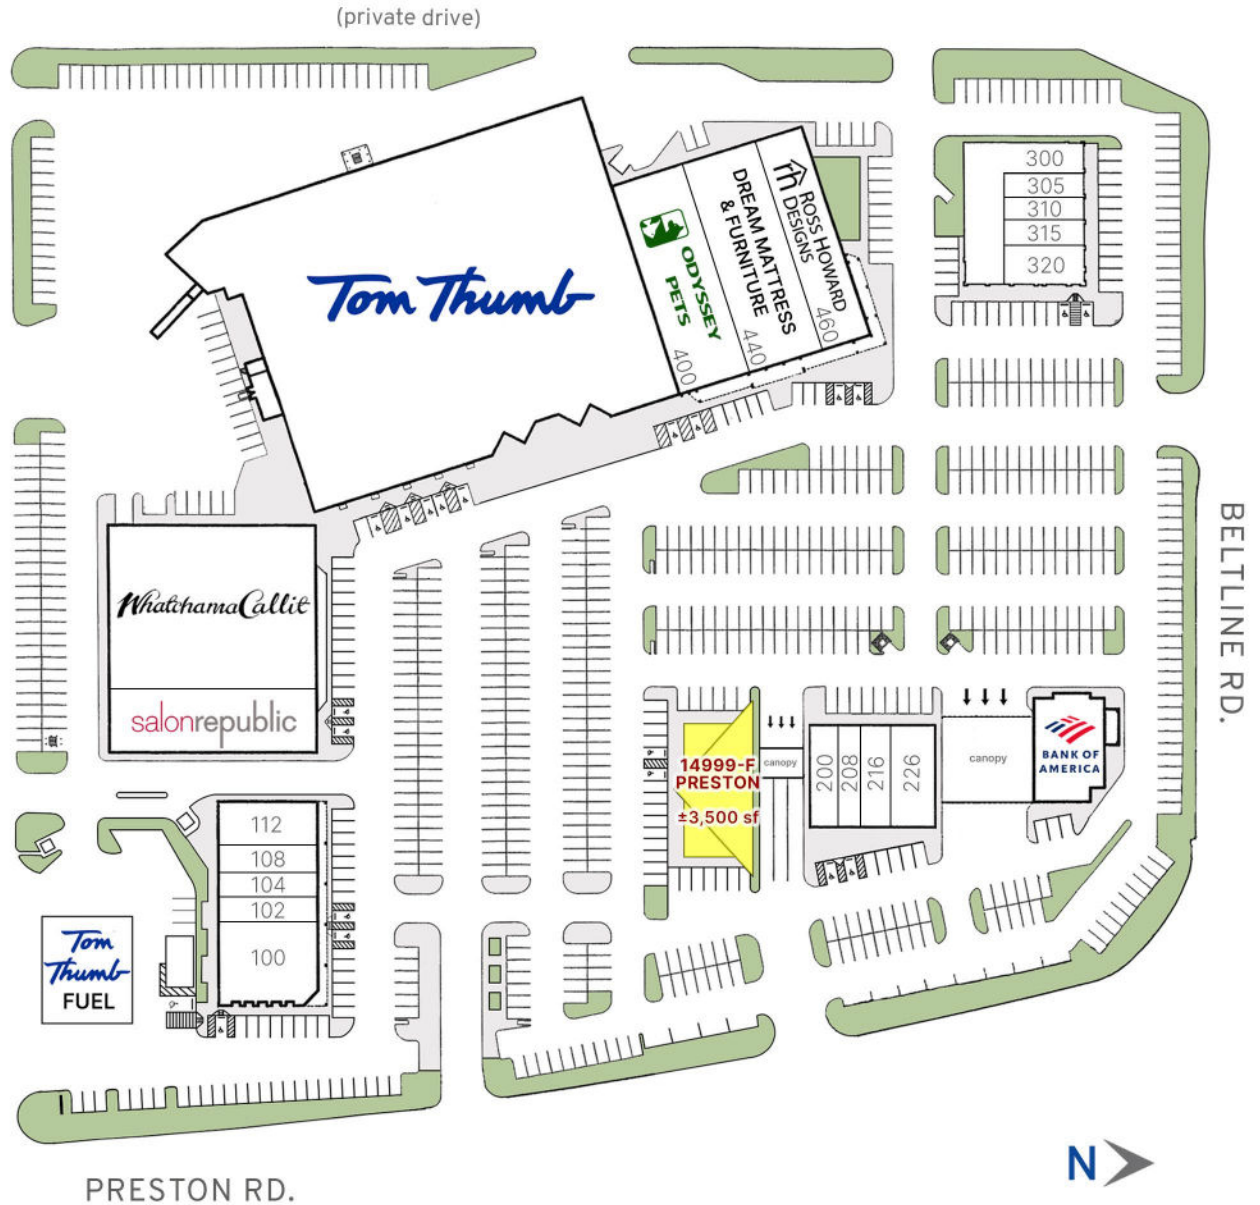 (private drive)
300
305
310
315
320
ROSS HOWARD
DESIGNS
460
DREAM MATTRESS
& FURNITURE
440
ODYSSEY
PETS
400
Tom Thumb
WhatchamaCallit
salonrepublic
BELTLINE RD.
14999-F
PRESTON
±3,500 sf
canopy
200
208
216
226
canopy
BANK OF
AMERICA
112
108
104
102
100
Tom
Thumb
FUEL
N
PRESTON RD.